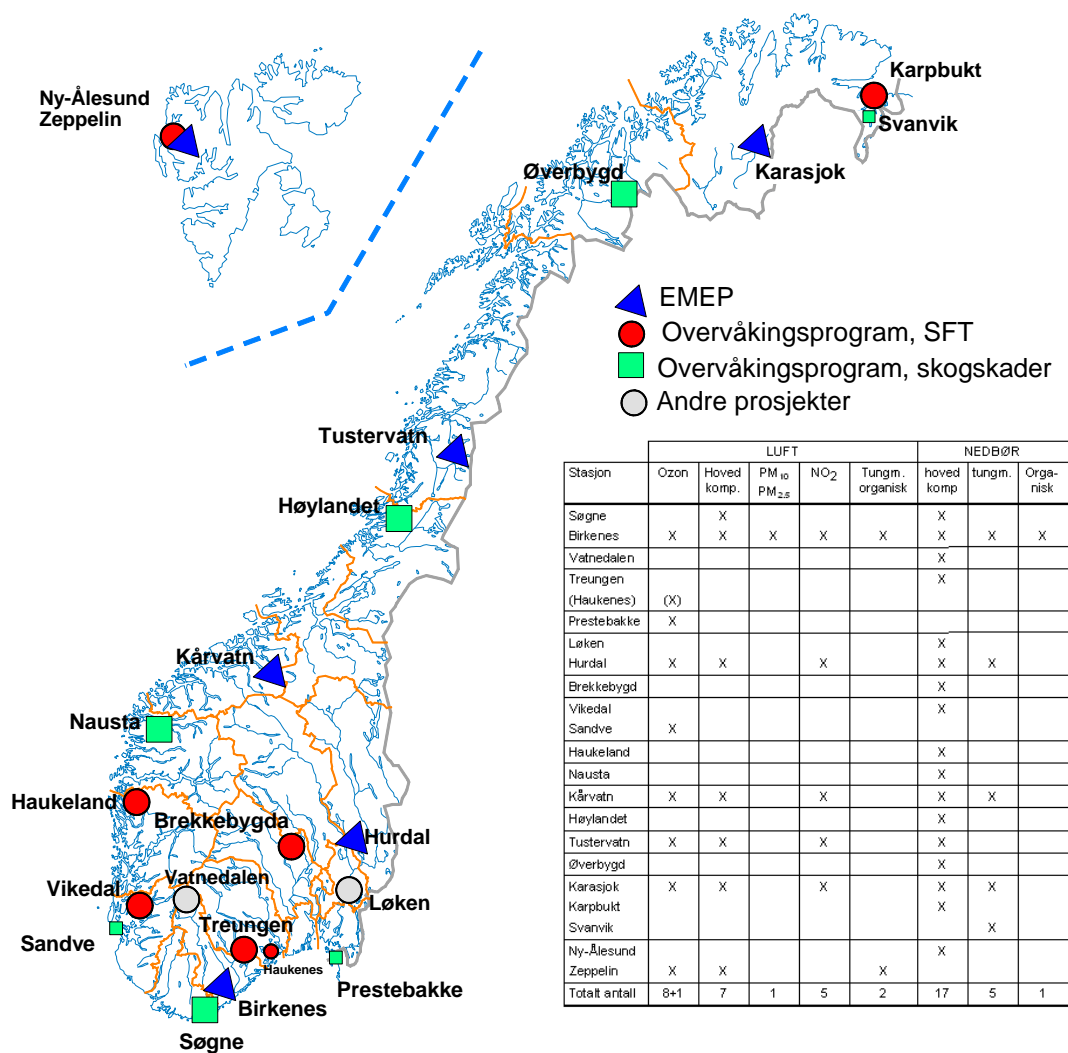 Ny-Ålesund
Zeppelin
Karpbukt
Svanvik
Karasjok
Øverbygd
EMEP
Overvåkingsprogram, SFT
Overvåkingsprogram, skogskader
Andre prosjekter
Tustervatn
Høylandet
Kårvatn
Nausta
Haukeland
Brekkebygda
Hurdal
Vikedal
Vatnedalen
Løken
Sandve
Treungen
Haukenes
Prestebakke
Birkenes
Søgne
LUFT NEDBØR
Stasjon Ozon Hoved komp. PM10 PM2.5 NO2 Tungm. organisk hoved komp tungm. Orga-nisk
Søgne X X
Birkenes X X X X X X X X
Vatnedalen X
Treungen X
(Haukenes) (X)
Prestebakke X
Løken X
Hurdal X X X X X
Brekkebygd X
Vikedal X
Sandve X
Haukeland X
Nausta X
Kårvatn X X X X X
Høylandet X
Tustervatn X X X X
Øverbygd X
Karasjok X X X X X
Karpbukt X
Svanvik X
Ny-Ålesund X
Zeppelin X X X
Totalt antall 8+1 7 1 5 2 17 5 1